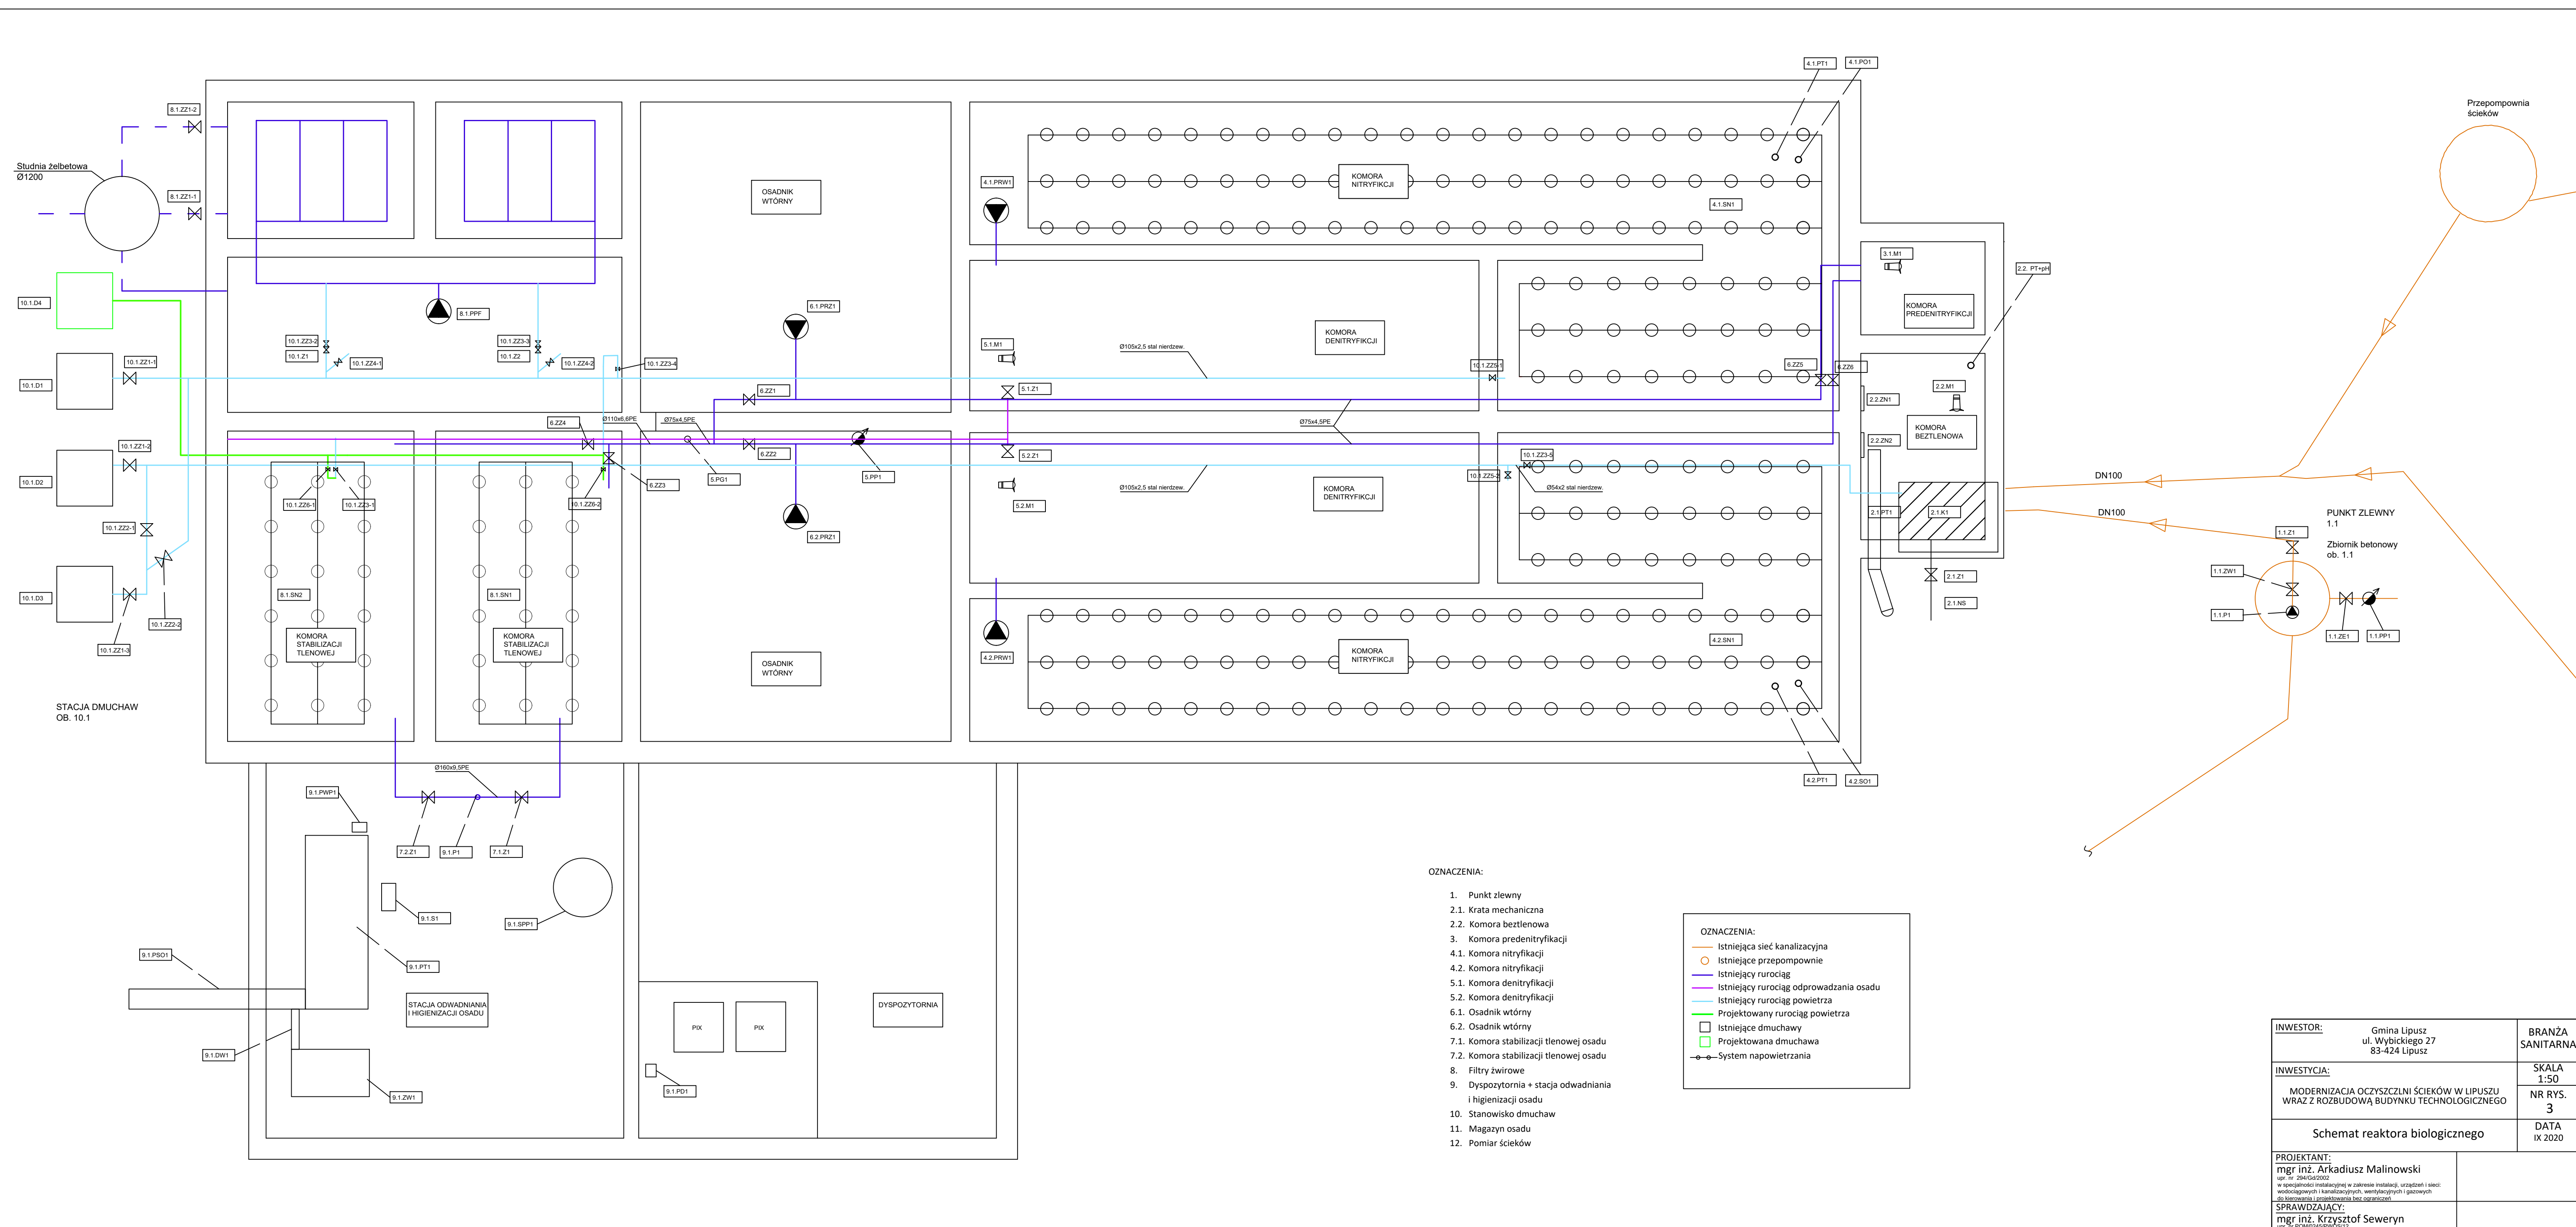 4.1.PT1
4.1.PO1
Przepompownia
ścieków
8.1.ZZ1-2
Studnia żelbetowa
Ø1200
8.1.ZZ1-1
OSADNIK
WTÓRNY
4.1.PRW1
KOMORA
NITRYFIKCJI
4.1.SN1
3.1.M1
2.2. PT+pH
KOMORA
PREDENITRYFIKCJI
10.1.D4
8.1.PPF
6.1.PRZ1
KOMORA
DENITRYFIKCJI
10.1.ZZ3-2
10.1.Z1
10.1.ZZ4-1
10.1.ZZ3-3
10.1.Z2
10.1.ZZ4-2
10.1.ZZ3-4
5.1.M1
Ø105x2,5 stal nierdzew.
10.1.ZZ5-1
6.ZZ5
6.ZZ6
10.1.ZZ1-1
10.1.D1
6.ZZ1
5.1.Z1
2.2.M1
2.2.ZN1
6.ZZ4
Ø110x6,6PE
Ø75x4,5PE
Ø75x4,5PE
KOMORA
BEZTLENOWA
2.2.ZN2
10.1.ZZ1-2
10.1.D2
6.ZZ2
5.2.Z1
10.1.ZZ3-5
10.1.ZZ5-2
6.ZZ3
5.PG1
5.PP1
Ø105x2,5 stal nierdzew.
Ø54x2 stal nierdzew.
KOMORA
DENITRYFIKCJI
DN100
10.1.ZZ6-1
10.1.ZZ3-1
10.1.ZZ6-2
5.2.M1
2.1.PT1
2.1.K1
DN100
PUNKT ZLEWNY
1.1
10.1.ZZ2-1
6.2.PRZ1
1.1.Z1
Zbiornik betonowy
ob. 1.1
1.1.ZW1
2.1.Z1
10.1.D3
8.1.SN2
8.1.SN1
2.1.NS
1.1.P1
10.1.ZZ2-2
10.1.ZZ1-3
KOMORA
STABILIZACJI
TLENOWEJ
KOMORA
STABILIZACJI
TLENOWEJ
4.2.PRW1
KOMORA
NITRYFIKCJI
4.2.SN1
1.1.ZE1
1.1.PP1
OSADNIK
WTÓRNY
STACJA DMUCHAW
OB. 10.1
Ø160x9,5PE
4.2.PT1
4.2.SO1
9.1.PWP1
7.2.Z1
9.1.P1
7.1.Z1
9.1.S1
9.1.SPP1
9.1.PSO1
9.1.PT1
STACJA ODWADNIANIA
I HIGIENIZACJI OSADU
PIX
PIX
DYSPOZYTORNIA
9.1.DW1
9.1.PD1
9.1.ZW1
OZNACZENIA:
1. Punkt zlewny
2.1. Krata mechaniczna
2.2. Komora beztlenowa
3. Komora predenitryfikacji
4.1. Komora nitryfikacji
4.2. Komora nitryfikacji
5.1. Komora denitryfikacji
5.2. Komora denitryfikacji
6.1. Osadnik wtórny
6.2. Osadnik wtórny
7.1. Komora stabilizacji tlenowej osadu
7.2. Komora stabilizacji tlenowej osadu
8. Filtry żwirowe
9. Dyspozytornia + stacja odwadniania
i higienizacji osadu
10. Stanowisko dmuchaw
11. Magazyn osadu
12. Pomiar ścieków
OZNACZENIA:
Istniejąca sieć kanalizacyjna
Istniejące przepompownie
Istniejący rurociąg
Istniejący rurociąg odprowadzania osadu
Istniejący rurociąg powietrza
Projektowany rurociąg powietrza
Istniejące dmuchawy
Projektowana dmuchawa
System napowietrzania
INWESTOR:
Gmina Lipusz
ul. Wybickiego 27
83-424 Lipusz
BRANŻA
SANITARNA
INWESTYCJA:
MODERNIZACJA OCZYSZCZLNI ŚCIEKÓW W LIPUSZU
WRAZ Z ROZBUDOWĄ BUDYNKU TECHNOLOGICZNEGO
SKALA
1:50
NR RYS.
3
Schemat reaktora biologicznego
DATA
IX 2020
PROJEKTANT:
mgr inż. Arkadiusz Malinowski
upr. nr 294/Gd/2002
w specjalności instalacyjnej w zakresie instalacji, urządzeń i sieci:
wodociągowych i kanalizacyjnych, wentylacyjnych i gazowych
do kierowania i projektowania bez ograniczeń
SPRAWDZAJĄCY:
mgr inż. Krzysztof Seweryn